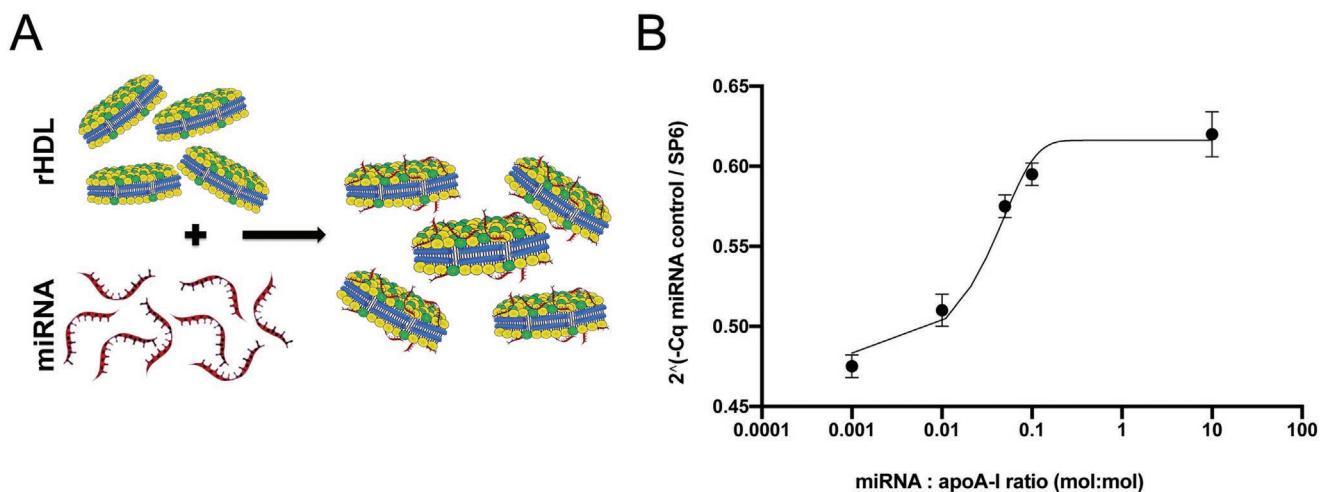 A
rHDL
+
miRNA
B
2^(-Cq miRNA control / SP6)
0.65
0.60
0.55
0.50
0.45
0.0001
0.001
0.01
0.1
1
10
100
miRNA : apoA-I ratio (mol:mol)